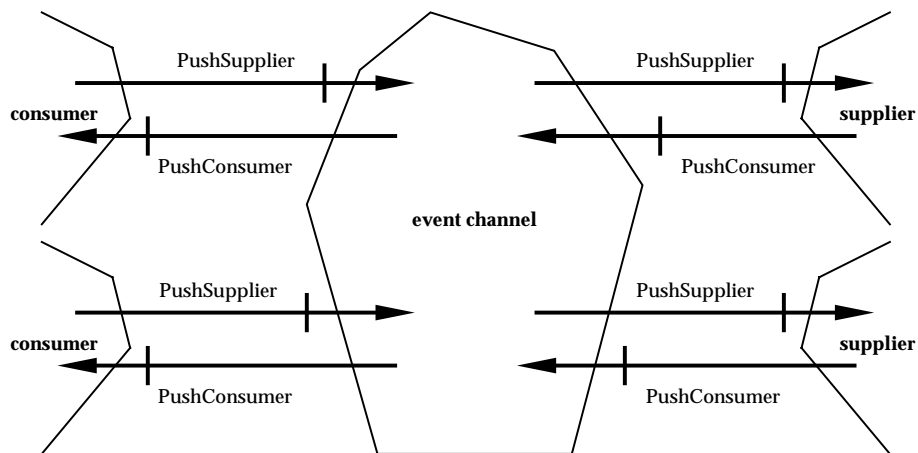 PushSupplier
PushSupplier
consumer
supplier
PushConsumer
PushConsumer
event channel
PushSupplier
PushSupplier
consumer
supplier
PushConsumer
PushConsumer